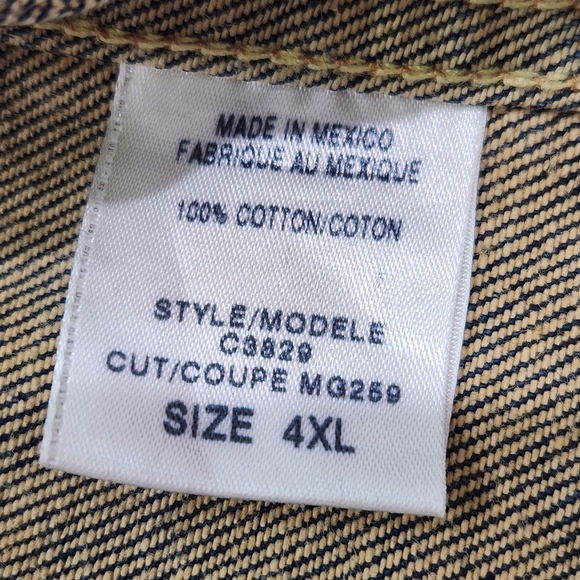 MADE IN MEXICO
FABRIQUE AU MEXIQUE
100% COTTON/COTON
STYLE/MODELE
C3829
CUT/COUPE MG259
SIZE 4XL